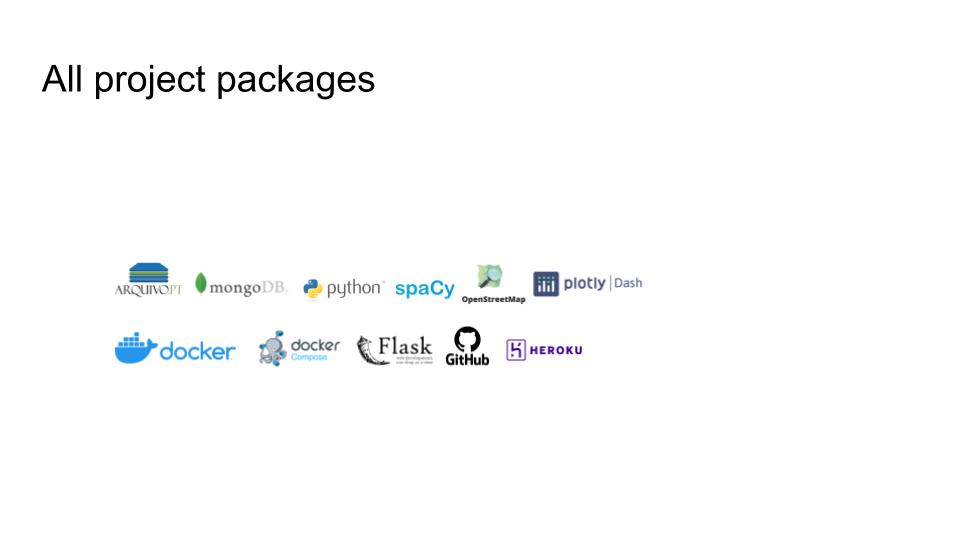 All project packages
ARQUIVO.PT
mongoDB.
python™
spaCy
OpenStreetMap
plotly | Dash
docker
docker
Compose
Flask
web development,
one drop at a time
GitHub
HEROKU